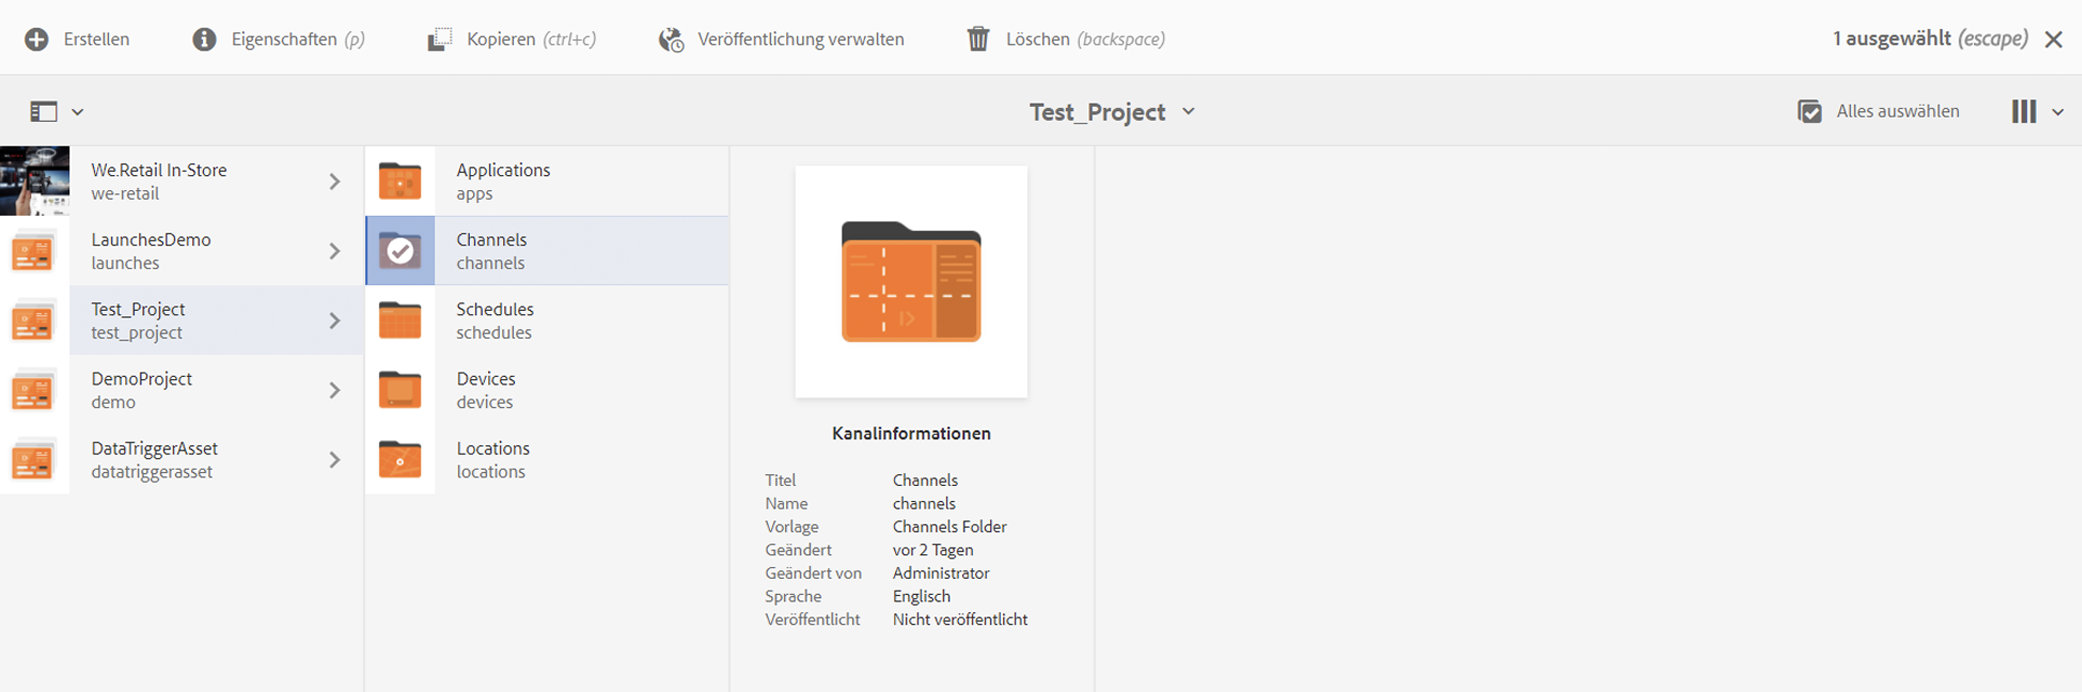 Erstellen
Eigenschaften (p)
Kopieren (ctrl+c)
Veröffentlichung verwalten
Löschen (backspace)
1 ausgewählt (escape)
Test_Project
Alles auswählen
We.Retail In-Store
we-retail
LaunchesDemo
launches
Test_Project
test_project
DemoProject
demo
DataTriggerAsset
datatriggerasset
Applications
apps
Channels
channels
Schedules
schedules
Devices
devices
Locations
locations
Kanalinformationen
Titel Channels
Name channels
Vorlage Channels Folder
Geändert vor 2 Tagen
Geändert von Administrator
Sprache Englisch
Veröffentlicht Nicht veröffentlicht